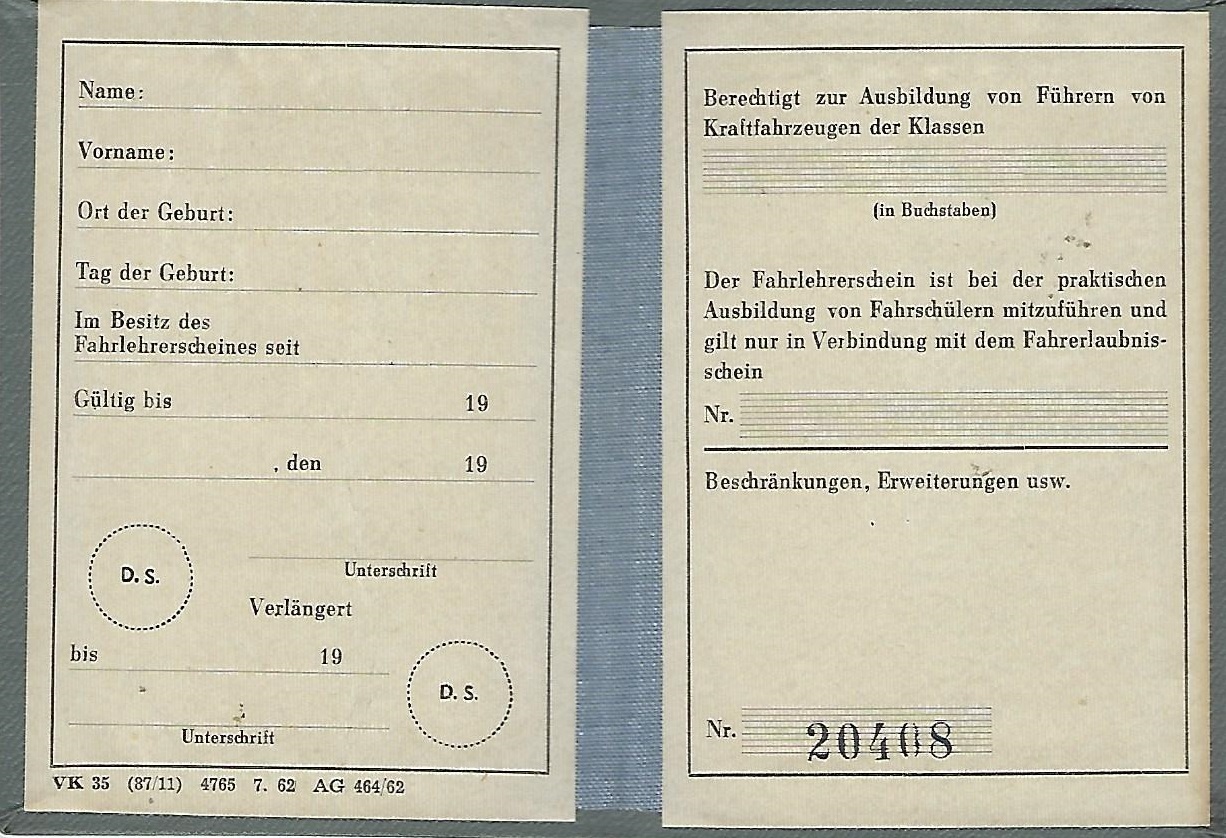 Name:
Vorname:
Ort der Geburt:
Tag der Geburt:
Im Besitz des
Fahrlehrerscheines seit
Gültig bis 19
, den 19
D. S.
Unterschrift
Verlängert
bis 19
D. S.
Unterschrift
VK 35 (87/11) 4765 7. 62 AG 464/62
Berechtigt zur Ausbildung von Führern von
Kraftfahrzeugen der Klassen
(in Buchstaben)
Der Fahrlehrerschein ist bei der praktischen
Ausbildung von Fahrschülern mitzuführen und
gilt nur in Verbindung mit dem Fahrerlaubnis-
schein
Nr.
Beschränkungen, Erweiterungen usw.
Nr. 20408